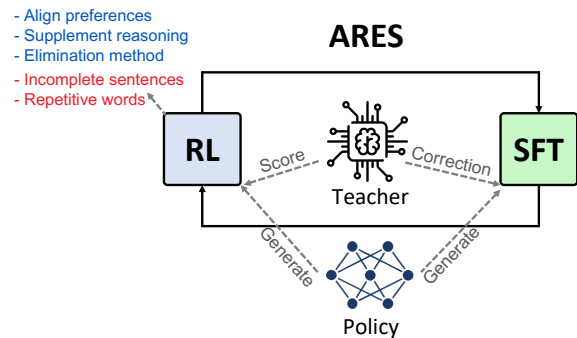 - Align preferences
- Supplement reasoning
- Elimination method
- Incomplete sentences
- Repetitive words
ARES
RL
Score
Correction
SFT
Teacher
Generate
Generate
Policy